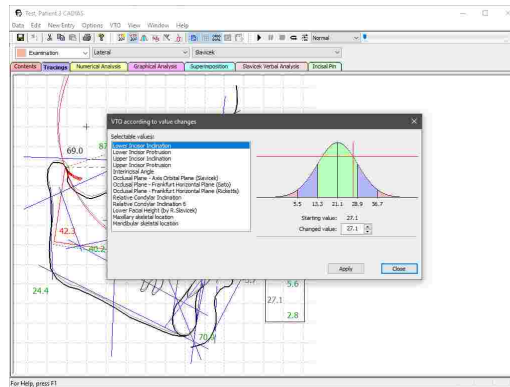 Test, Patient J CADIAS
Data Edit New Entry Options VTO View Window Help
Normal
Examination Lateral Slavicek
Contents Tracings Numerical Analysis Graphical Analysis Superimposition Slavicek Verbal Analysis Incisal Pin
VTO according to value changes
Selectable values:
Lower Incisor Inclination
Lower Incisor Protrusion
Upper Incisor Inclination
Upper Incisor Protrusion
Interincisal Angle
Occlusal Plane - Axis Orbital Plane (Slavicek)
Occlusal Plane - Frankfurt Horizontal Plane (Sato)
Occlusal Plane - Frankfurt Horizontal Plane (Ricketts)
Relative Condylar Inclination
Relative Condylar Inclination 6
Lower Facial Height (by R.Slavicek)
Maxillary skeletal location
Mandibular skeletal location
5.5 13.3 21.1 28.9 36.7
Starting value: 27.1
Changed value: 27.1
Apply Close
69.0
42.3
40.2
24.4
5.6
27.1
2.8
For Help, press F1